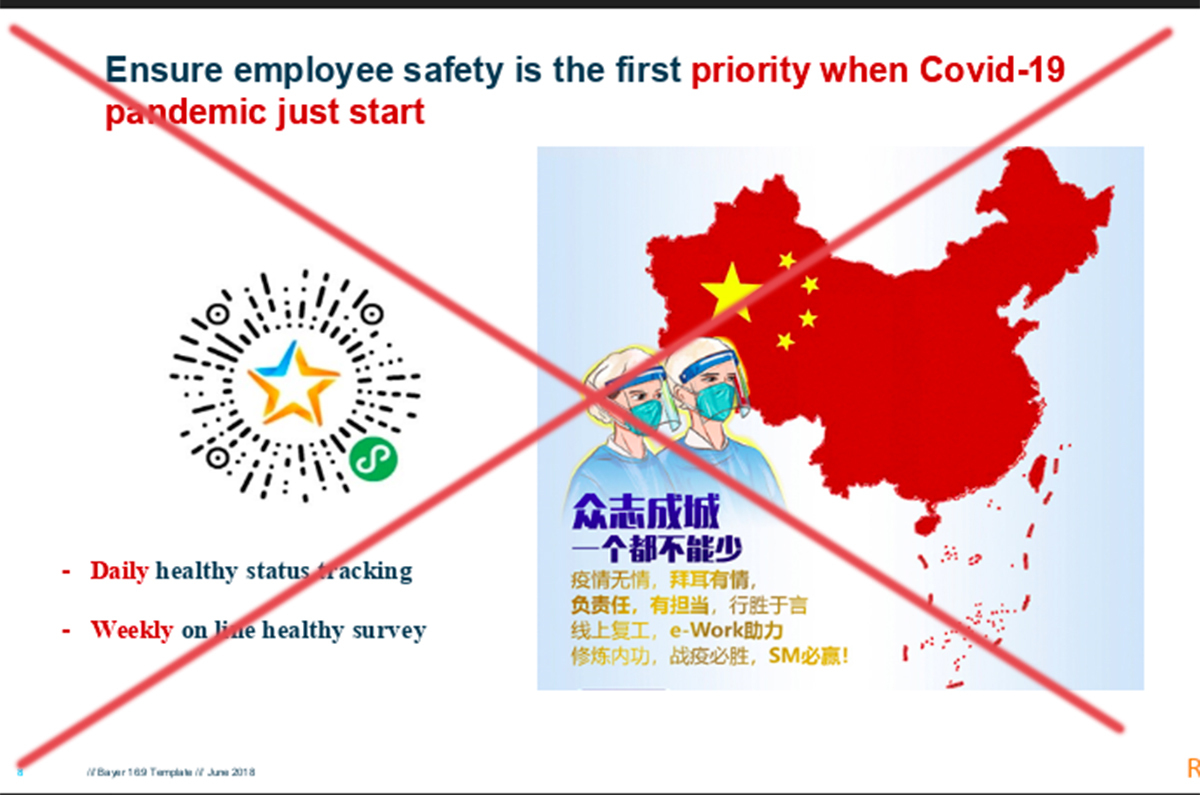 Ensure employee safety is the first priority when Covid-19
pandemic just start
- Daily healthy status tracking
- Weekly on line healthy survey
众志成城
一个都不能少
疫情无情，拜耳有情，
负责任，有担当，行胜于言
线上复工，e-Work助力
修炼内功，战疫必胜，SM必赢！
8
/// Bayer 16:9 Template /// June 2018
R